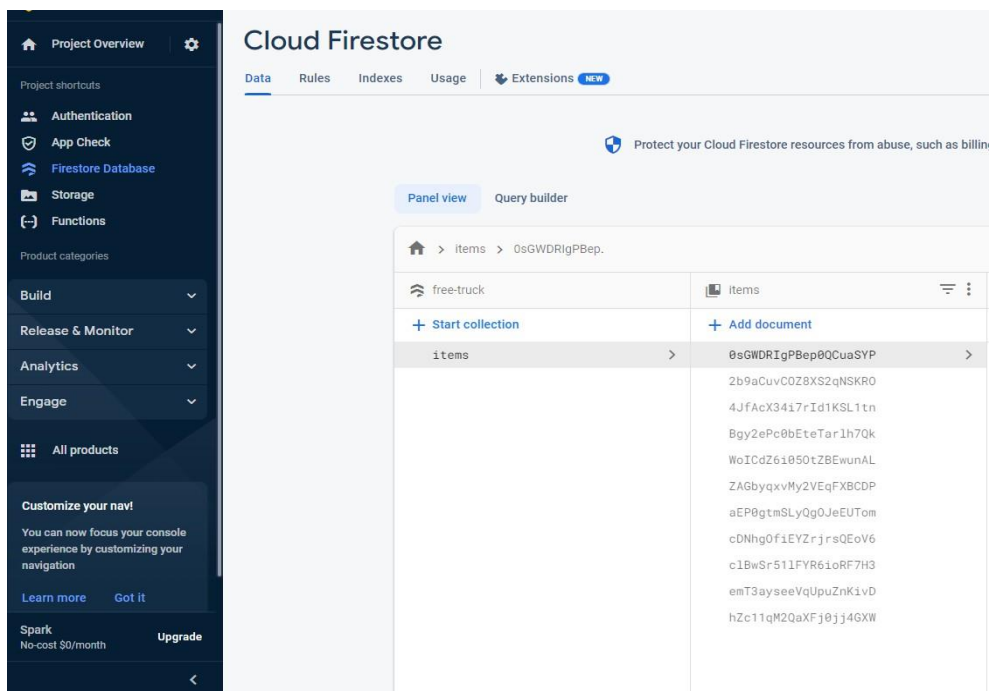 Project Overview
Project shortcuts
Authentication
App Check
Firestore Database
Storage
Functions
Product categories
Build
Release & Monitor
Analytics
Engage
All products
Customize your nav!
You can now focus your console
experience by customizing your
navigation
Learn more Got it
Spark
No-cost $0/month
Upgrade
Cloud Firestore
Data Rules Indexes Usage Extensions NEW
Protect your Cloud Firestore resources from abuse, such as billin
Panel view Query builder
items > 0sGWDRIgPBep.
free-truck
+ Start collection
items
items
+ Add document
0sGWDRIgPBep0QCuaSYP
2b9aCuvCOZ8XS2qNSKRO
4JfAcX34i7rId1KSL1tn
Bgy2ePc0bEteTarlh7Qk
WoICdZ6i05OtZBEwunAL
ZAGbyqxvMy2VEqFXBCDP
aEP0gtmSLyQgOJeEUTom
cDNhgOfiEYZrjrsQEoV6
clBwSr51lFYR6ioRF7H3
emT3ayseeVqUpuZnKivD
hZc11qM2QaXFj0jj4GXW